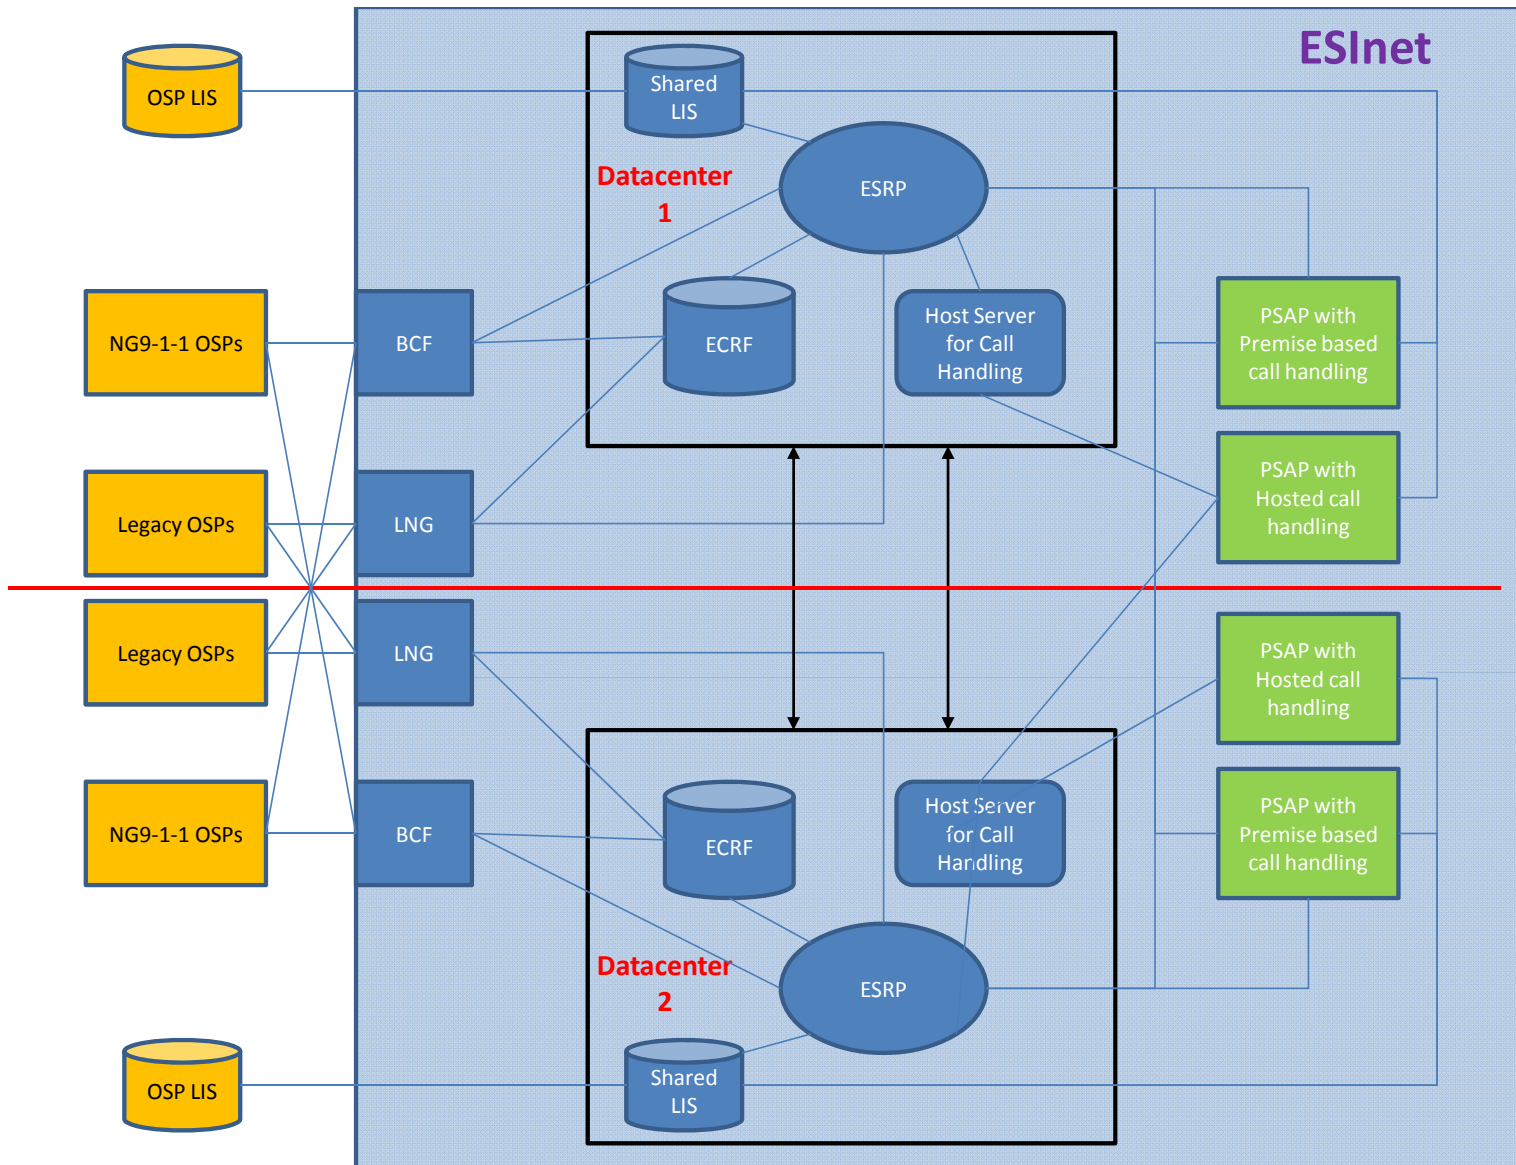 ESInet
OSP LIS
Shared
LIS
Datacenter
1
ESRP
NG9-1-1 OSPs
BCF
ECRF
Host Server
for Call
Handling
PSAP with
Premise based
call handling
Legacy OSPs
LNG
PSAP with
Hosted call
handling
Legacy OSPs
LNG
PSAP with
Hosted call
handling
NG9-1-1 OSPs
BCF
ECRF
Host Server
for Call
Handling
PSAP with
Premise based
call handling
Datacenter
2
ESRP
OSP LIS
Shared
LIS